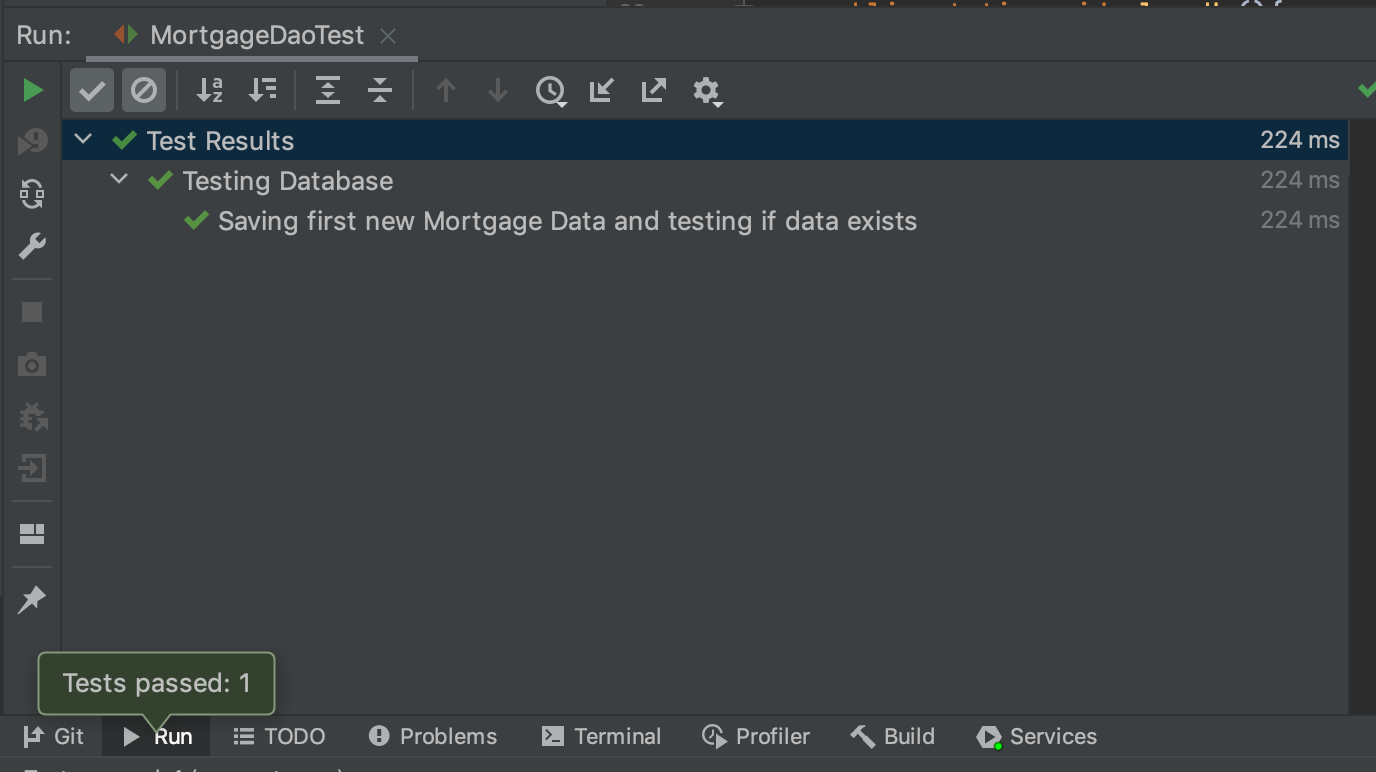 Run: MortgageDaoTest
Test Results 224 ms
Testing Database 224 ms
Saving first new Mortgage Data and testing if data exists 224 ms
Tests passed: 1
Git Run TODO Problems Terminal Profiler Build Services